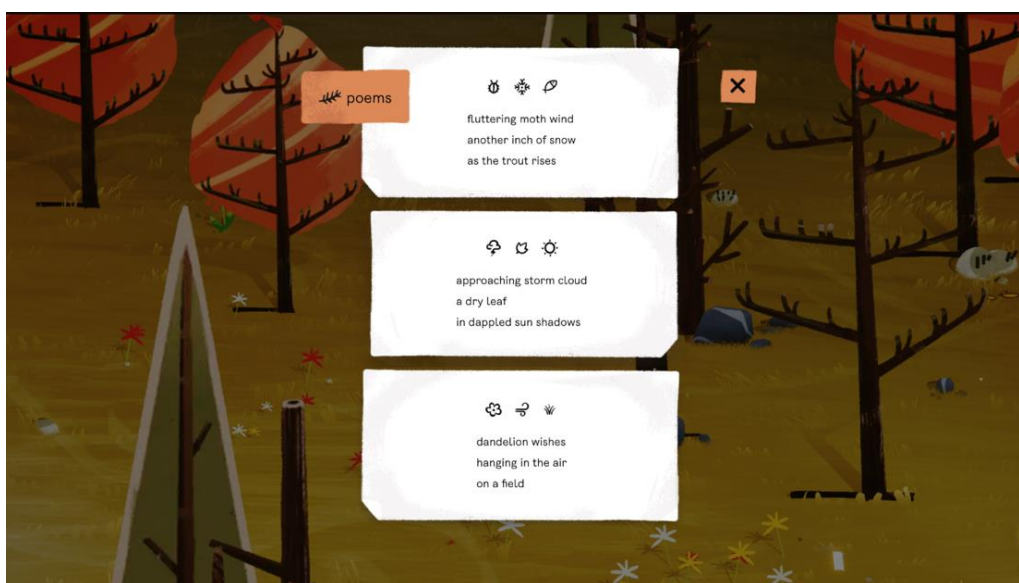 poems
fluttering moth wind
another inch of snow
as the trout rises
approaching storm cloud
a dry leaf
in dappled sun shadows
dandelion wishes
hanging in the air
on a field